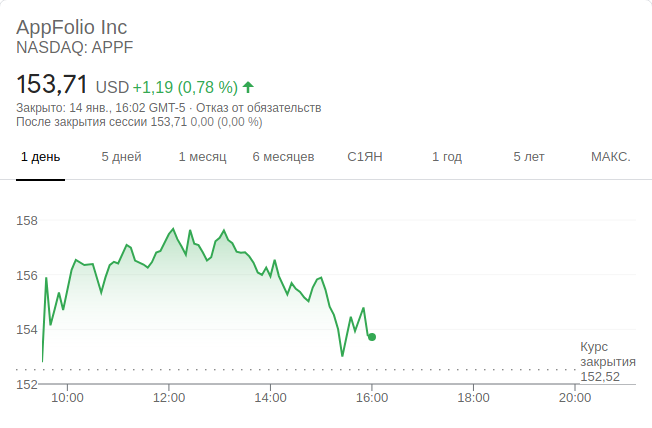 AppFolio Inc
NASDAQ: APPF
153,71 USD +1,19 (0,78 %)
Закрыто: 14 янв., 16:02 GMT-5 · Отказ от обязательств
После закрытия сессии 153,71 0,00 (0,00 %)
1 день 5 дней 1 месяц 6 месяцев С1ЯН 1 год 5 лет МАКС.
158
156
154
Курс
закрытия
152,52
152
10:00 12:00 14:00 16:00 18:00 20:00